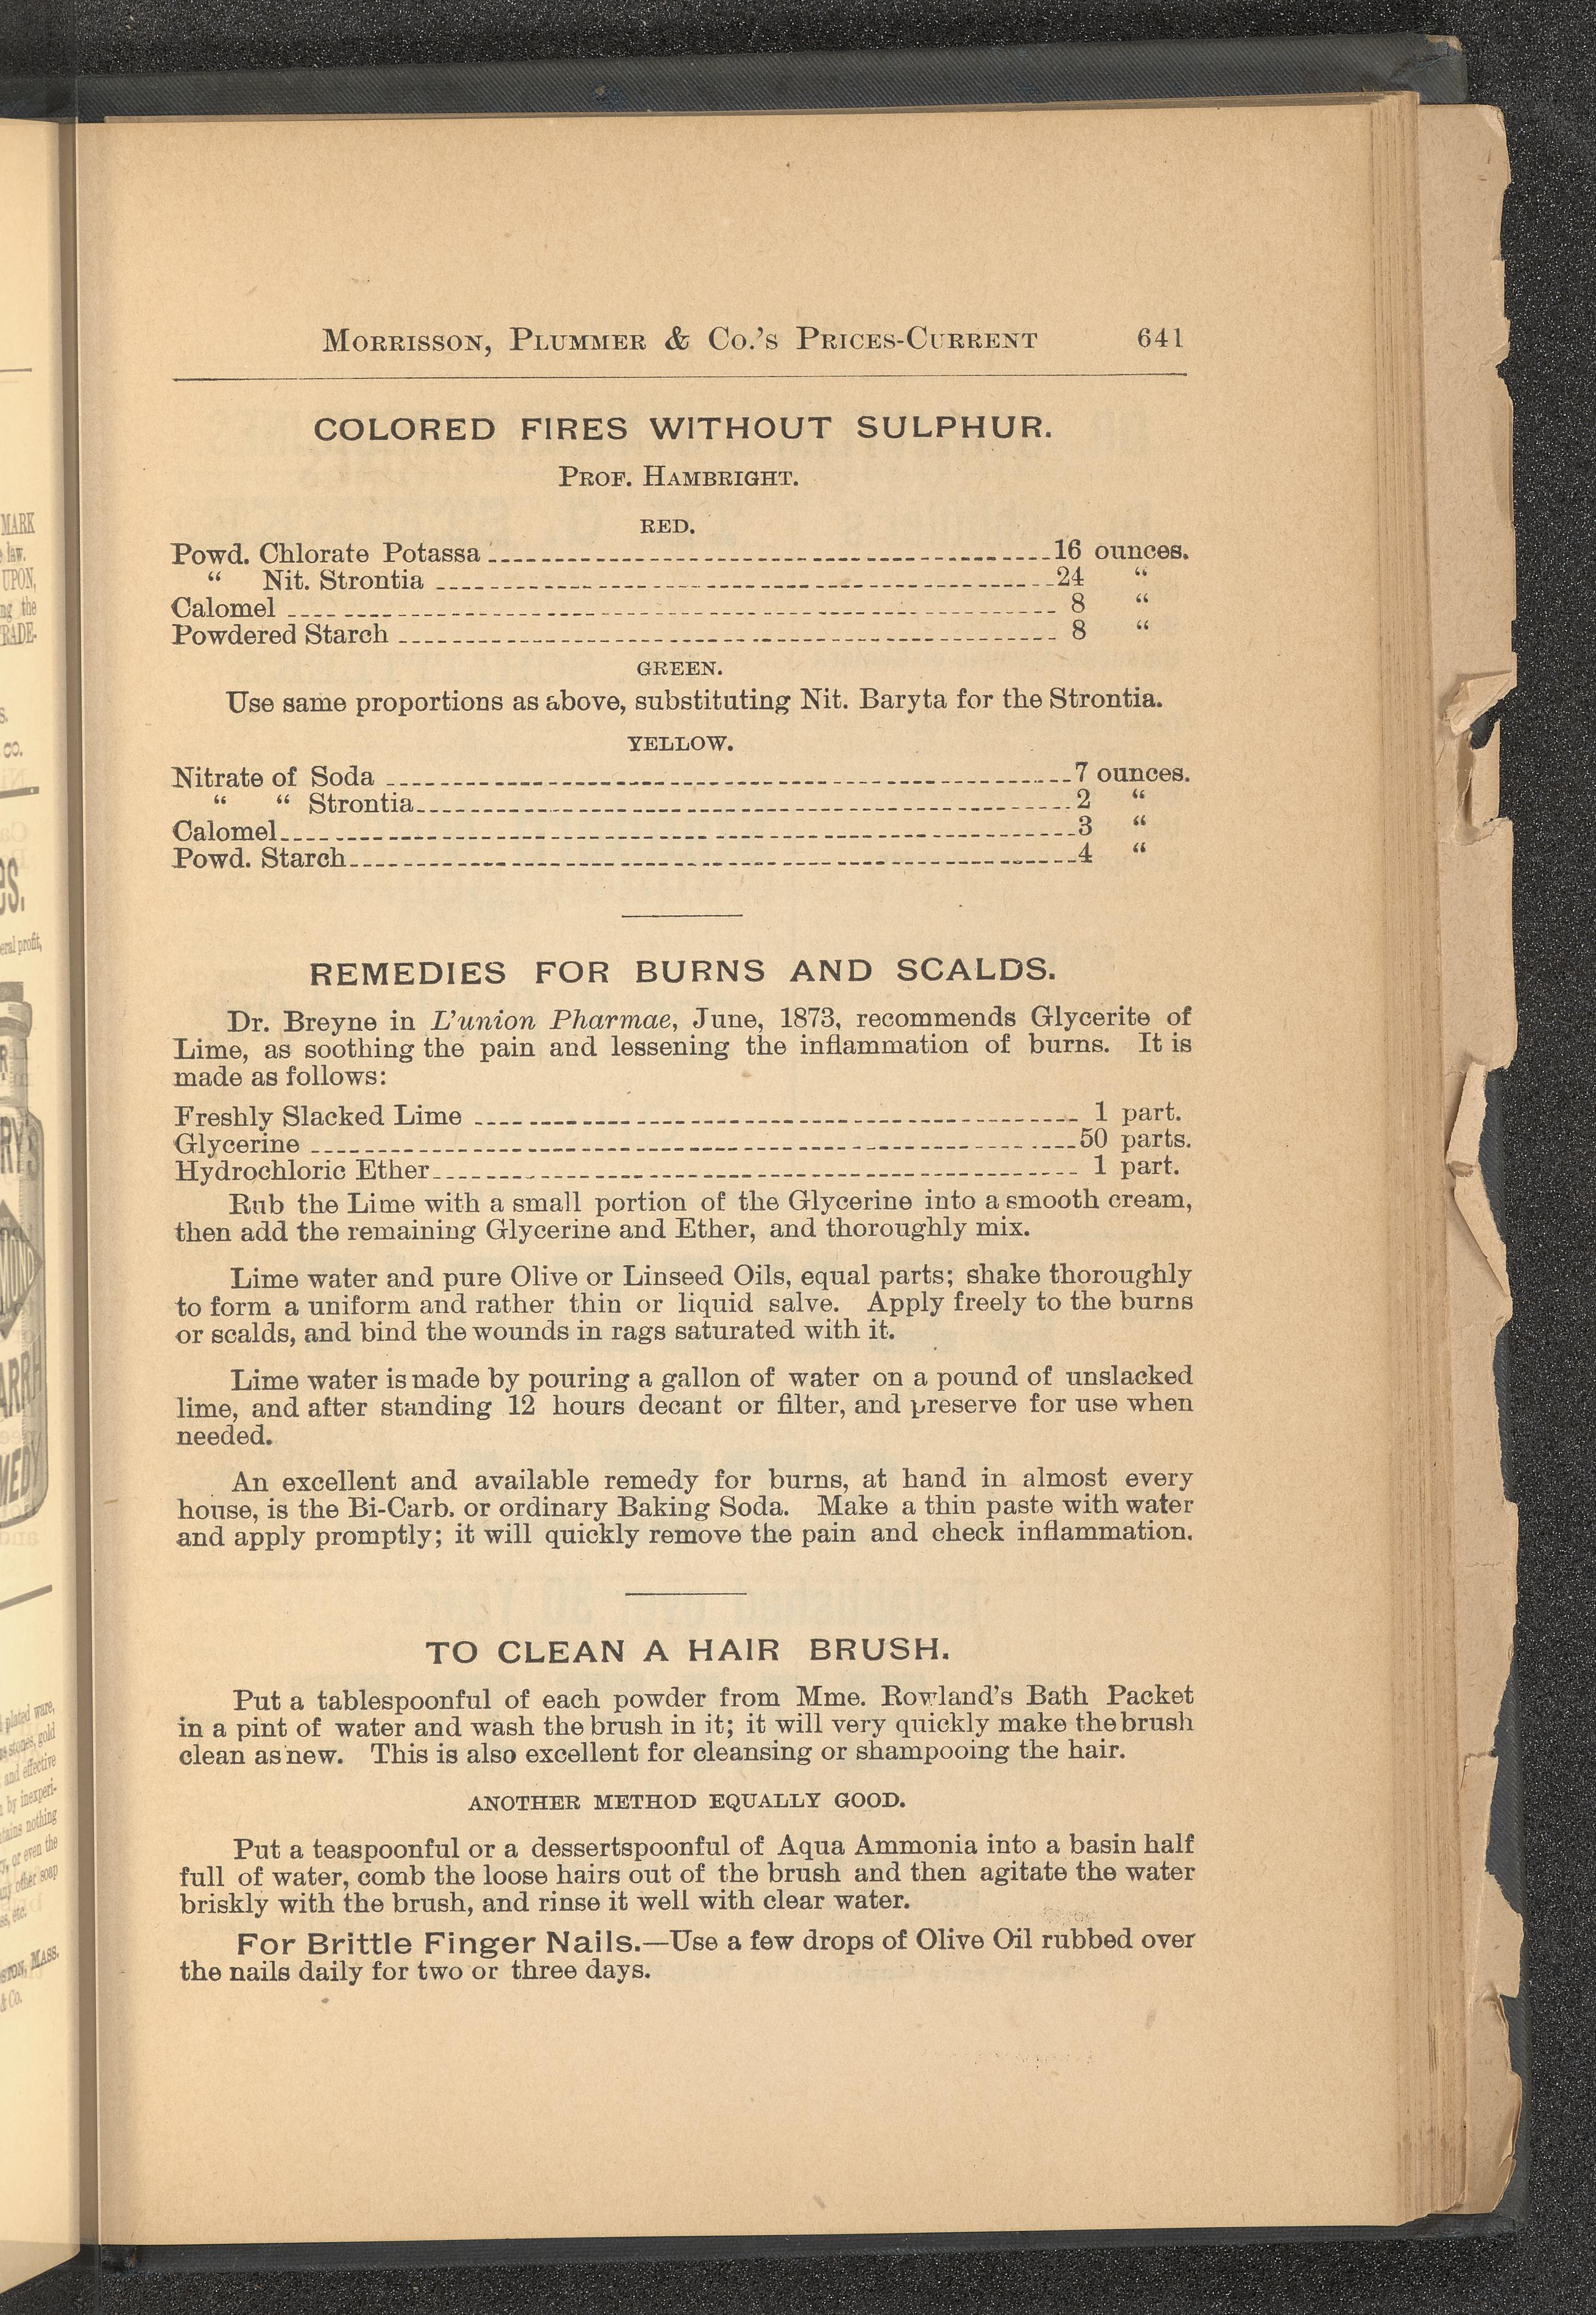 MORRISSON, PLUMMER & CO.'S PRICES-CURRENT 641
COLORED FIRES WITHOUT SULPHUR.
PROF. HAMBRIGHT.
RED.
Powd. Chlorate Potassa 16 ounces.
“ Nit. Strontia 24 “
Calomel 8 “
Powdered Starch 8 “
GREEN.
Use same proportions as above, substituting Nit. Baryta for the Strontia.
YELLOW.
Nitrate of Soda 7 ounces.
“ “ Strontia 2 “
Calomel 3 “
Powd. Starch 4 “
REMEDIES FOR BURNS AND SCALDS.
Dr. Breyne in L'union Pharmae, June, 1873, recommends Glycerite of
Lime, as soothing the pain and lessening the inflammation of burns. It is
made as follows:
Freshly Slacked Lime 1 part.
Glycerine 50 parts.
Hydrochloric Ether 1 part.
Rub the Lime with a small portion of the Glycerine into a smooth cream,
then add the remaining Glycerine and Ether, and thoroughly mix.
Lime water and pure Olive or Linseed Oils, equal parts; shake thoroughly
to form a uniform and rather thin or liquid salve. Apply freely to the burns
or scalds, and bind the wounds in rags saturated with it.
Lime water is made by pouring a gallon of water on a pound of unslacked
lime, and after standing 12 hours decant or filter, and preserve for use when
needed.
An excellent and available remedy for burns, at hand in almost every
house, is the Bi-Carb. or ordinary Baking Soda. Make a thin paste with water
and apply promptly; it will quickly remove the pain and check inflammation.
TO CLEAN A HAIR BRUSH.
Put a tablespoonful of each powder from Mme. Rowland's Bath Packet
in a pint of water and wash the brush in it; it will very quickly make the brush
clean as new. This is also excellent for cleansing or shampooing the hair.
ANOTHER METHOD EQUALLY GOOD.
Put a teaspoonful or a dessertspoonful of Aqua Ammonia into a basin half
full of water, comb the loose hairs out of the brush and then agitate the water
briskly with the brush, and rinse it well with clear water.
For Brittle Finger Nails.—Use a few drops of Olive Oil rubbed over
the nails daily for two or three days.